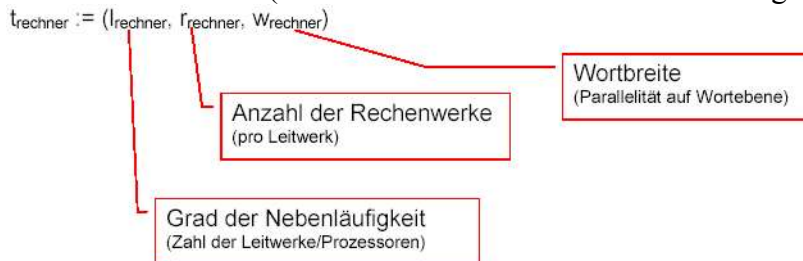 t_rechner := (l_rechner, r_rechner, w_rechner)
Wortbreite
(Parallelität auf Wortebene)
Anzahl der Rechenwerke
(pro Leitwerk)
Grad der Nebenläufigkeit
(Zahl der Leitwerke/Prozessoren)